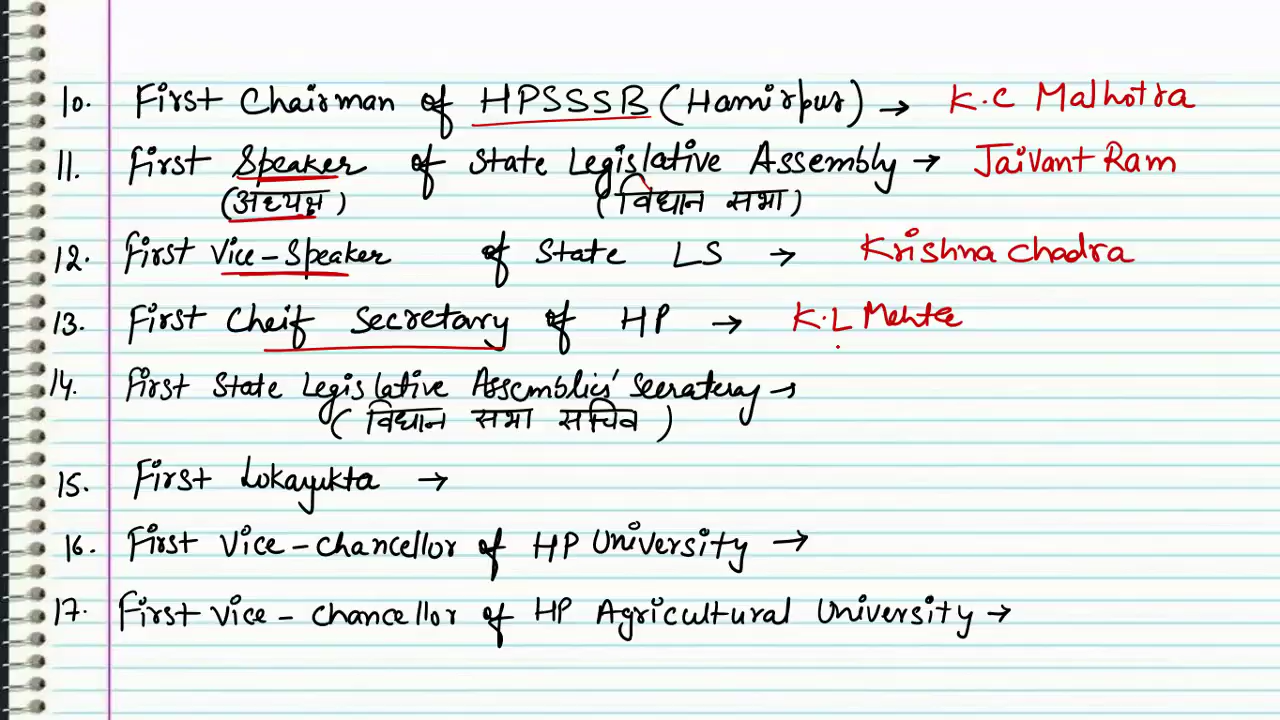 10. First Chairman of HPSSSB (Hamirpur) → K.C Malhotra
11. First Speaker of State Legislative Assembly → Jaivant Ram
(अध्यक्ष) (विधान सभा)
12. First Vice-Speaker of State LS → Krishna Chadra
13. First Cheif Secretary of HP → K.L Mehtee
14. First State Legislative Assemblies' Secrateray →
(विधान सभा सचिव)
15. First Lokayukta →
16. First Vice-chancellor of HP University →
17. First Vice-chancellor of HP Agricultural University →